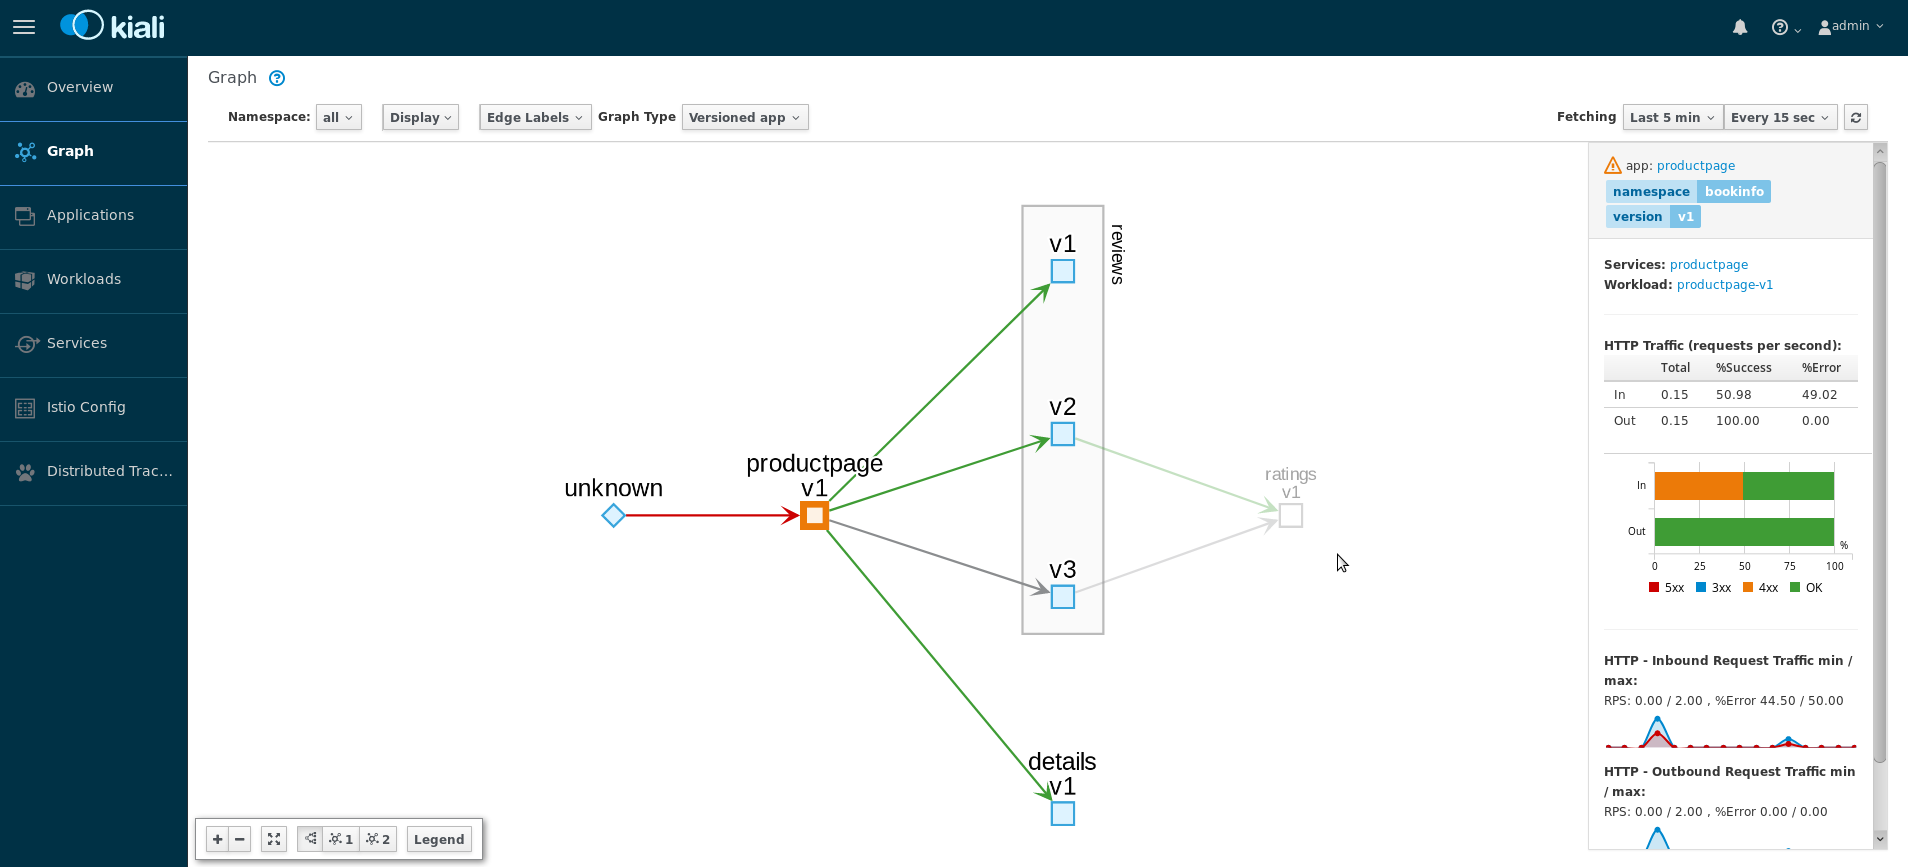 kiali
admin
Overview
Graph
Applications
Workloads
Services
Istio Config
Distributed Trac...
Graph
Namespace: all Display Edge Labels Graph Type Versioned app Fetching Last 5 min Every 15 sec
v1
reviews
v2
productpage
v1
unknown
ratings
v1
v3
details
v1
1 2 Legend
app: productpage
namespace bookinfo
version v1
Services: productpage
Workload: productpage-v1
HTTP Traffic (requests per second):
Total %Success %Error
In 0.15 50.98 49.02
Out 0.15 100.00 0.00
In
Out
%
0 25 50 75 100
5xx 3xx 4xx OK
HTTP - Inbound Request Traffic min /
max:
RPS: 0.00 / 2.00 , %Error 44.50 / 50.00
HTTP - Outbound Request Traffic min
/ max:
RPS: 0.00 / 2.00 , %Error 0.00 / 0.00